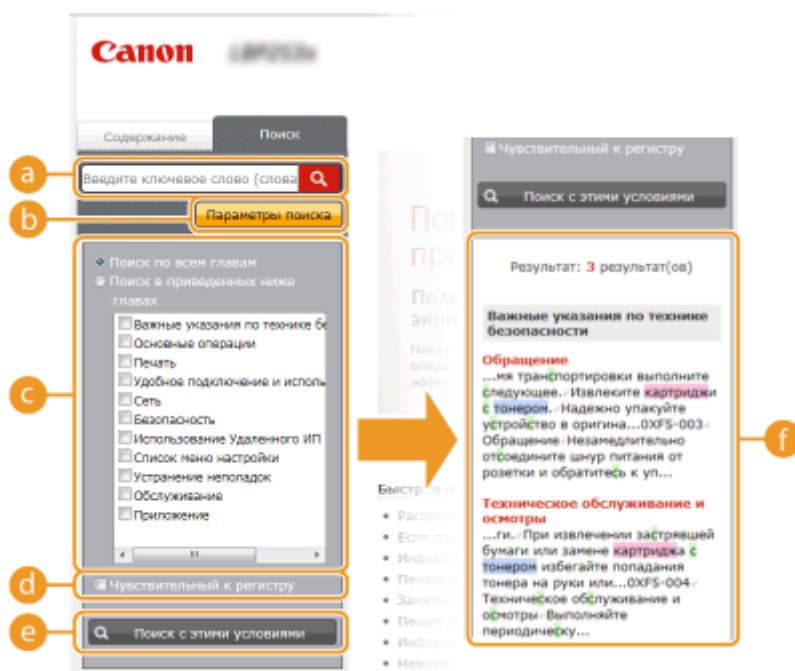 Canon
Содержание
Поиск
a
Введите ключевое слово (слова
b
Параметры поиска
c
Поиск по всем главам
Поиск в приведенных ниже
главах
Важные указания по технике бе
Основные операции
Печать
Удобное подключение и исполь
Сеть
Безопасность
Использование Удаленного ИП
Список меню настройки
Устранение неполадок
Обслуживание
Приложение
d
Чувствительный к регистру
e
Поиск с этими условиями
Быстр
Чувствительный к регистру
Поиск с этими условиями
f
Результат: 3 результат(ов)
Важные указания по технике
безопасности
Обращение
...мя транспортировки выполните
следующее. Извлеките картриджи
с тонером. Надежно упакуйте
устройство в оригина...0XFS-003
Обращение Незамедлительно
отсоедините шнур питания от
розетки и обратитесь к уп...
Техническое обслуживание и
осмотры
...ги. При извлечении застрявшей
бумаги или замене картриджа с
тонером избегайте попадания
тонера на руки или...0XFS-004
Техническое обслуживание и
осмотры Выполняйте
периодическу...